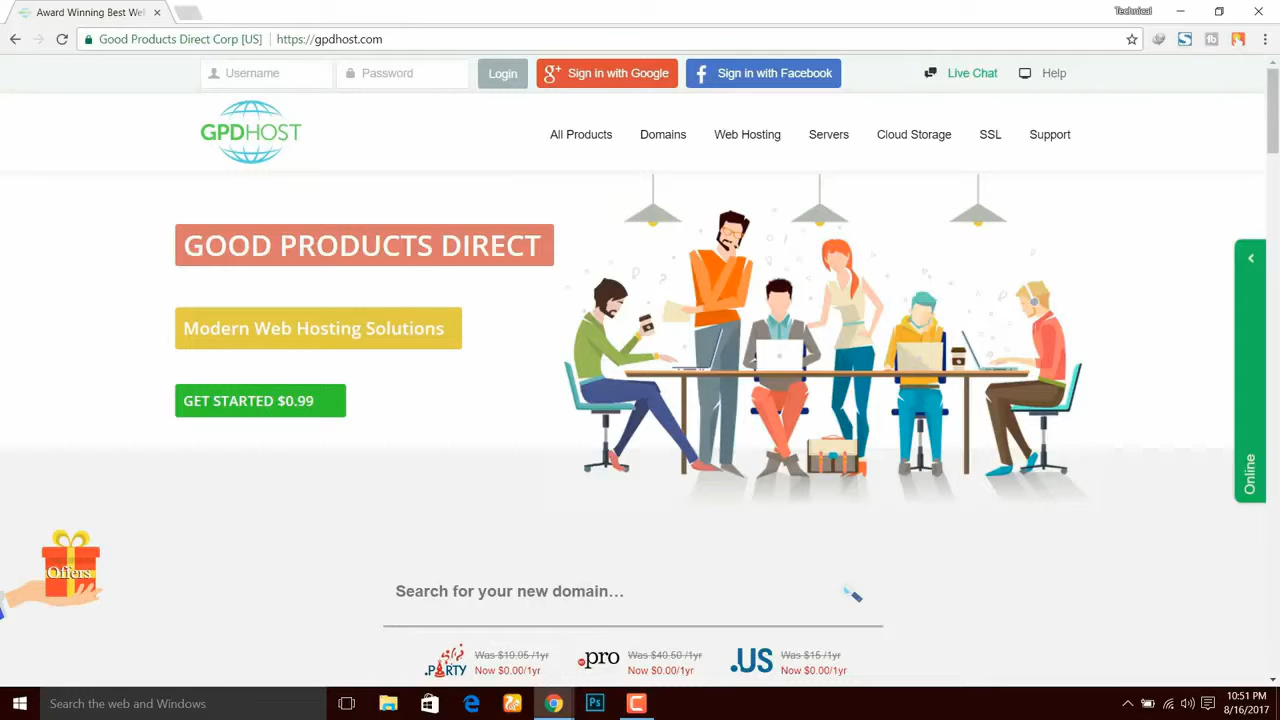 Award Winning Best Wel
Technical
Good Products Direct Corp [US]
https://gpdhost.com
Username
Password
Login
g+ Sign in with Google
f Sign in with Facebook
Live Chat
Help
GPDHOST
All Products
Domains
Web Hosting
Servers
Cloud Storage
SSL
Support
GOOD PRODUCTS DIRECT
Modern Web Hosting Solutions
GET STARTED $0.99
Online
Offers
Search for your new domain...
.PARTY
Was $19.95 /1yr
Now $0.00/1yr
.pro
Was $40.50 /1yr
Now $0.00/1yr
.US
Was $15 /1yr
Now $0.00/1yr
Search the web and Windows
Ps
10:51 PM
8/16/2017